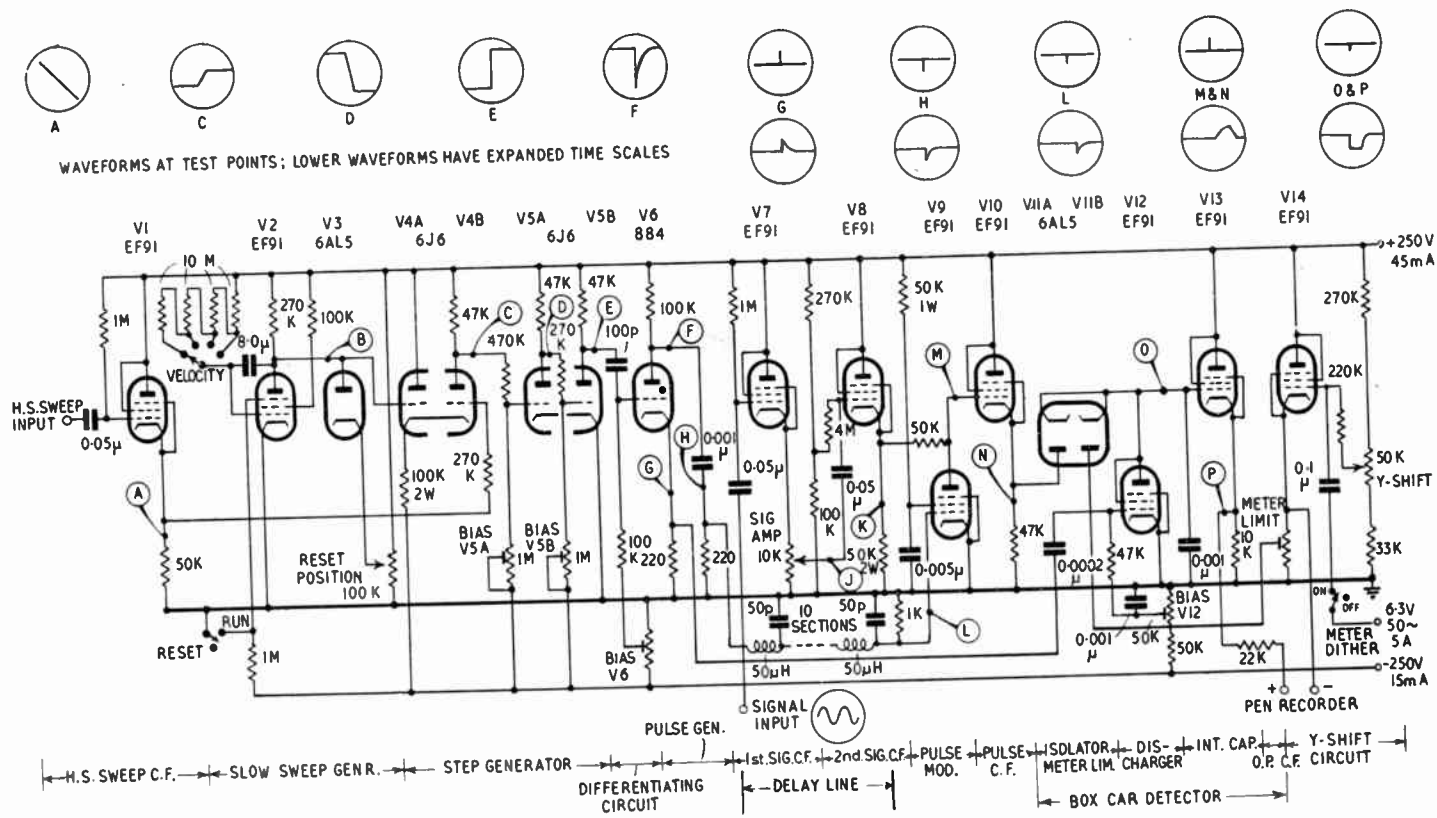 A
C
D
E
F
G
H
L
M&N
O&P
WAVEFORMS AT TEST POINTS; LOWER WAVEFORMS HAVE EXPANDED TIME SCALES
V1
EF91
V2
EF91
V3
6AL5
V4A
V4B
6J6
V5A
V5B
6J6
V6
884
V7
EF91
V8
EF91
V9
EF91
V10
EF91
V11A
V11B
6AL5
V12
EF91
V13
EF91
V14
EF91
+250V
45mA
10 M
1M
270
K
100K
8·0μ
B
VELOCITY
H.S. SWEEP
INPUT
0·05μ
A
50K
RESET
POSITION
100K
RUN
RESET
1M
47K
C
470K
100K
2W
270
K
BIAS
V5A
1M
47K
D
270
K
47K
E
100p
BIAS
V5B
1M
100
K
BIAS
V6
100K
F
H
0·001
μ
G
220
220
1M
0·05μ
SIG
AMP
10K
J
270K
100
K
4M
0·05
μ
K
50K
2W
50p
10
SECTIONS
50p
50μH
50μH
1K
L
50K
1W
50K
0·005μ
M
N
47K
0·0002
μ
O
47K
0·001
μ
50K
BIAS
V12
50K
0·001
μ
P
METER
LIMIT
10
K
22K
220K
0·1
μ
270K
50K
Y-SHIFT
33K
ON
OFF
METER
DITHER
6·3V
50~
5A
-250V
15mA
+
-
PEN RECORDER
SIGNAL
INPUT
PULSE GEN.
H.S. SWEEP C.F.
SLOW SWEEP GENR.
STEP GENERATOR
DIFFERENTIATING
CIRCUIT
1st. SIG. C.F.
2nd. SIG. C.F.
DELAY LINE
PULSE
MOD.
PULSE
C.F.
ISOLATOR
METER LIM.
DIS-
CHARGER
INT. CAP.
O.P. C.F.
Y-SHIFT
CIRCUIT
BOX CAR DETECTOR